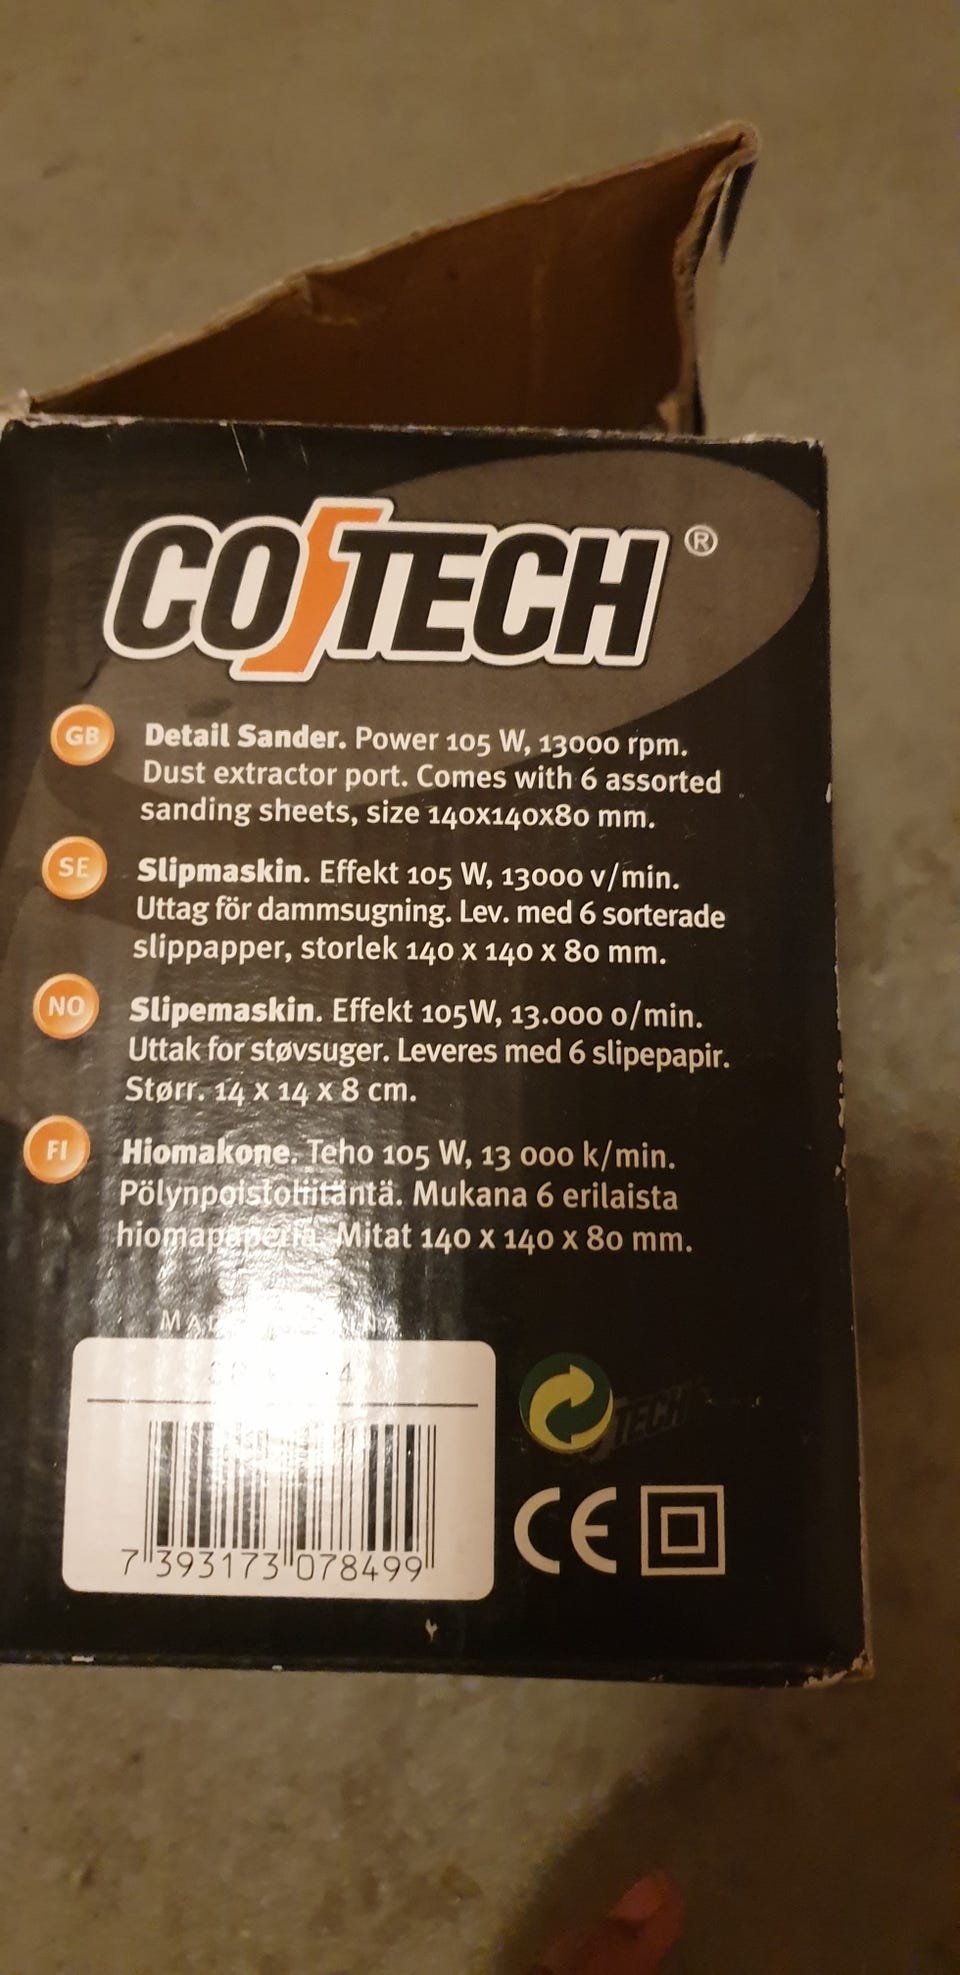 COTECH ®
GB
Detail Sander. Power 105 W, 13000 rpm.
Dust extractor port. Comes with 6 assorted
sanding sheets, size 140x140x80 mm.
SE
Slipmaskin. Effekt 105 W, 13000 v/min.
Uttag för dammsugning. Lev. med 6 sorterade
slippapper, storlek 140 x 140 x 80 mm.
NO
Slipemaskin. Effekt 105W, 13.000 o/min.
Uttak for støvsuger. Leveres med 6 slipepapir.
Størr. 14 x 14 x 8 cm.
FI
Hiomakone. Teho 105 W, 13 000 k/min.
Pölynpoistoliitäntä. Mukana 6 erilaista
hiomapaperia. Mitat 140 x 140 x 80 mm.
7 393173 078499
TECH
CE